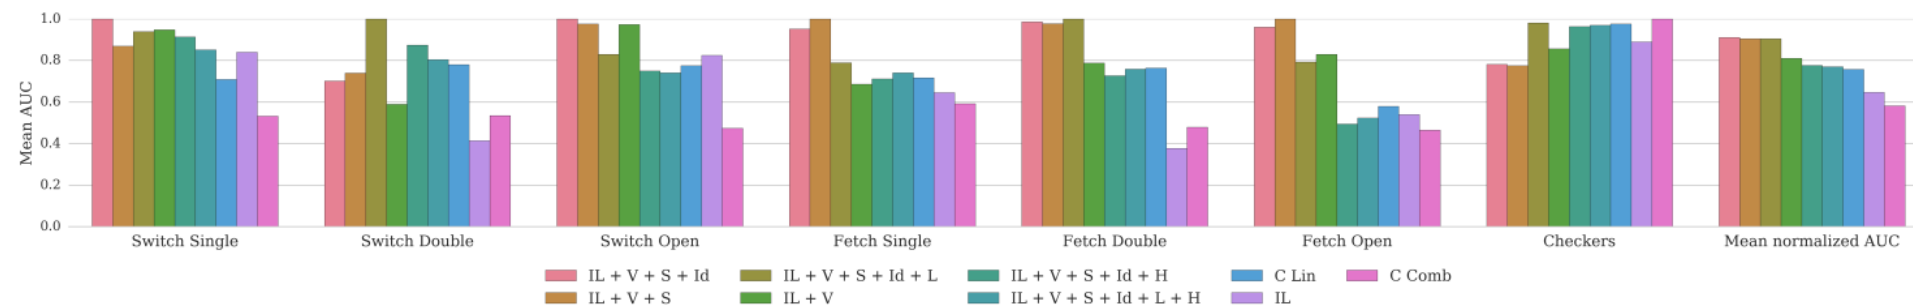 Mean AUC
1.0
0.8
0.6
0.4
0.2
0.0
Switch Single
Switch Double
Switch Open
Fetch Single
Fetch Double
Fetch Open
Checkers
Mean normalized AUC
IL + V + S + Id
IL + V + S + Id + L
IL + V + S + Id + H
C Lin
C Comb
IL + V + S
IL + V
IL + V + S + Id + L + H
IL